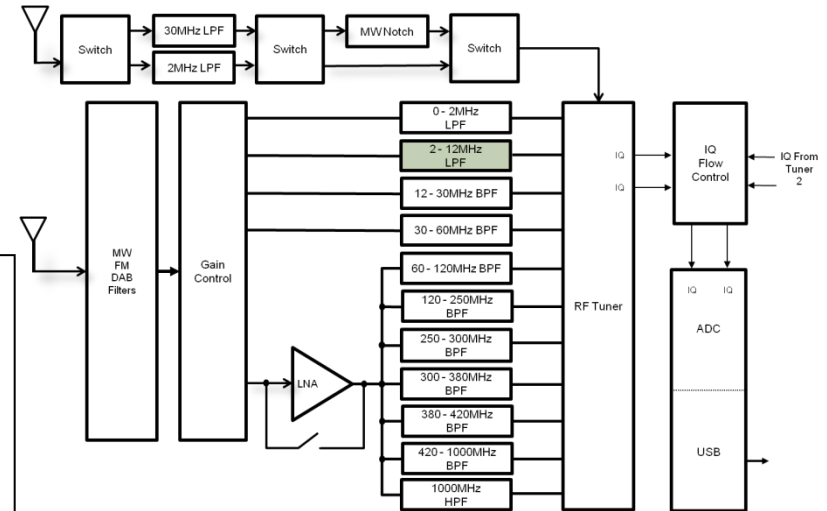 Switch
30MHz LPF
2MHz LPF
Switch
MW Notch
Switch
MW
FM
DAB
Filters
Gain
Control
LNA
0 - 2MHz
LPF
2 - 12MHz
LPF
12 - 30MHz BPF
30 - 60MHz BPF
60 - 120MHz BPF
120 - 250MHz
BPF
250 - 300MHz
BPF
300 - 380MHz
BPF
380 - 420MHz
BPF
420 - 1000MHz
BPF
1000MHz
HPF
RF Tuner
IQ
IQ
IQ
Flow
Control
IQ From
Tuner
2
IQ IQ
ADC
USB